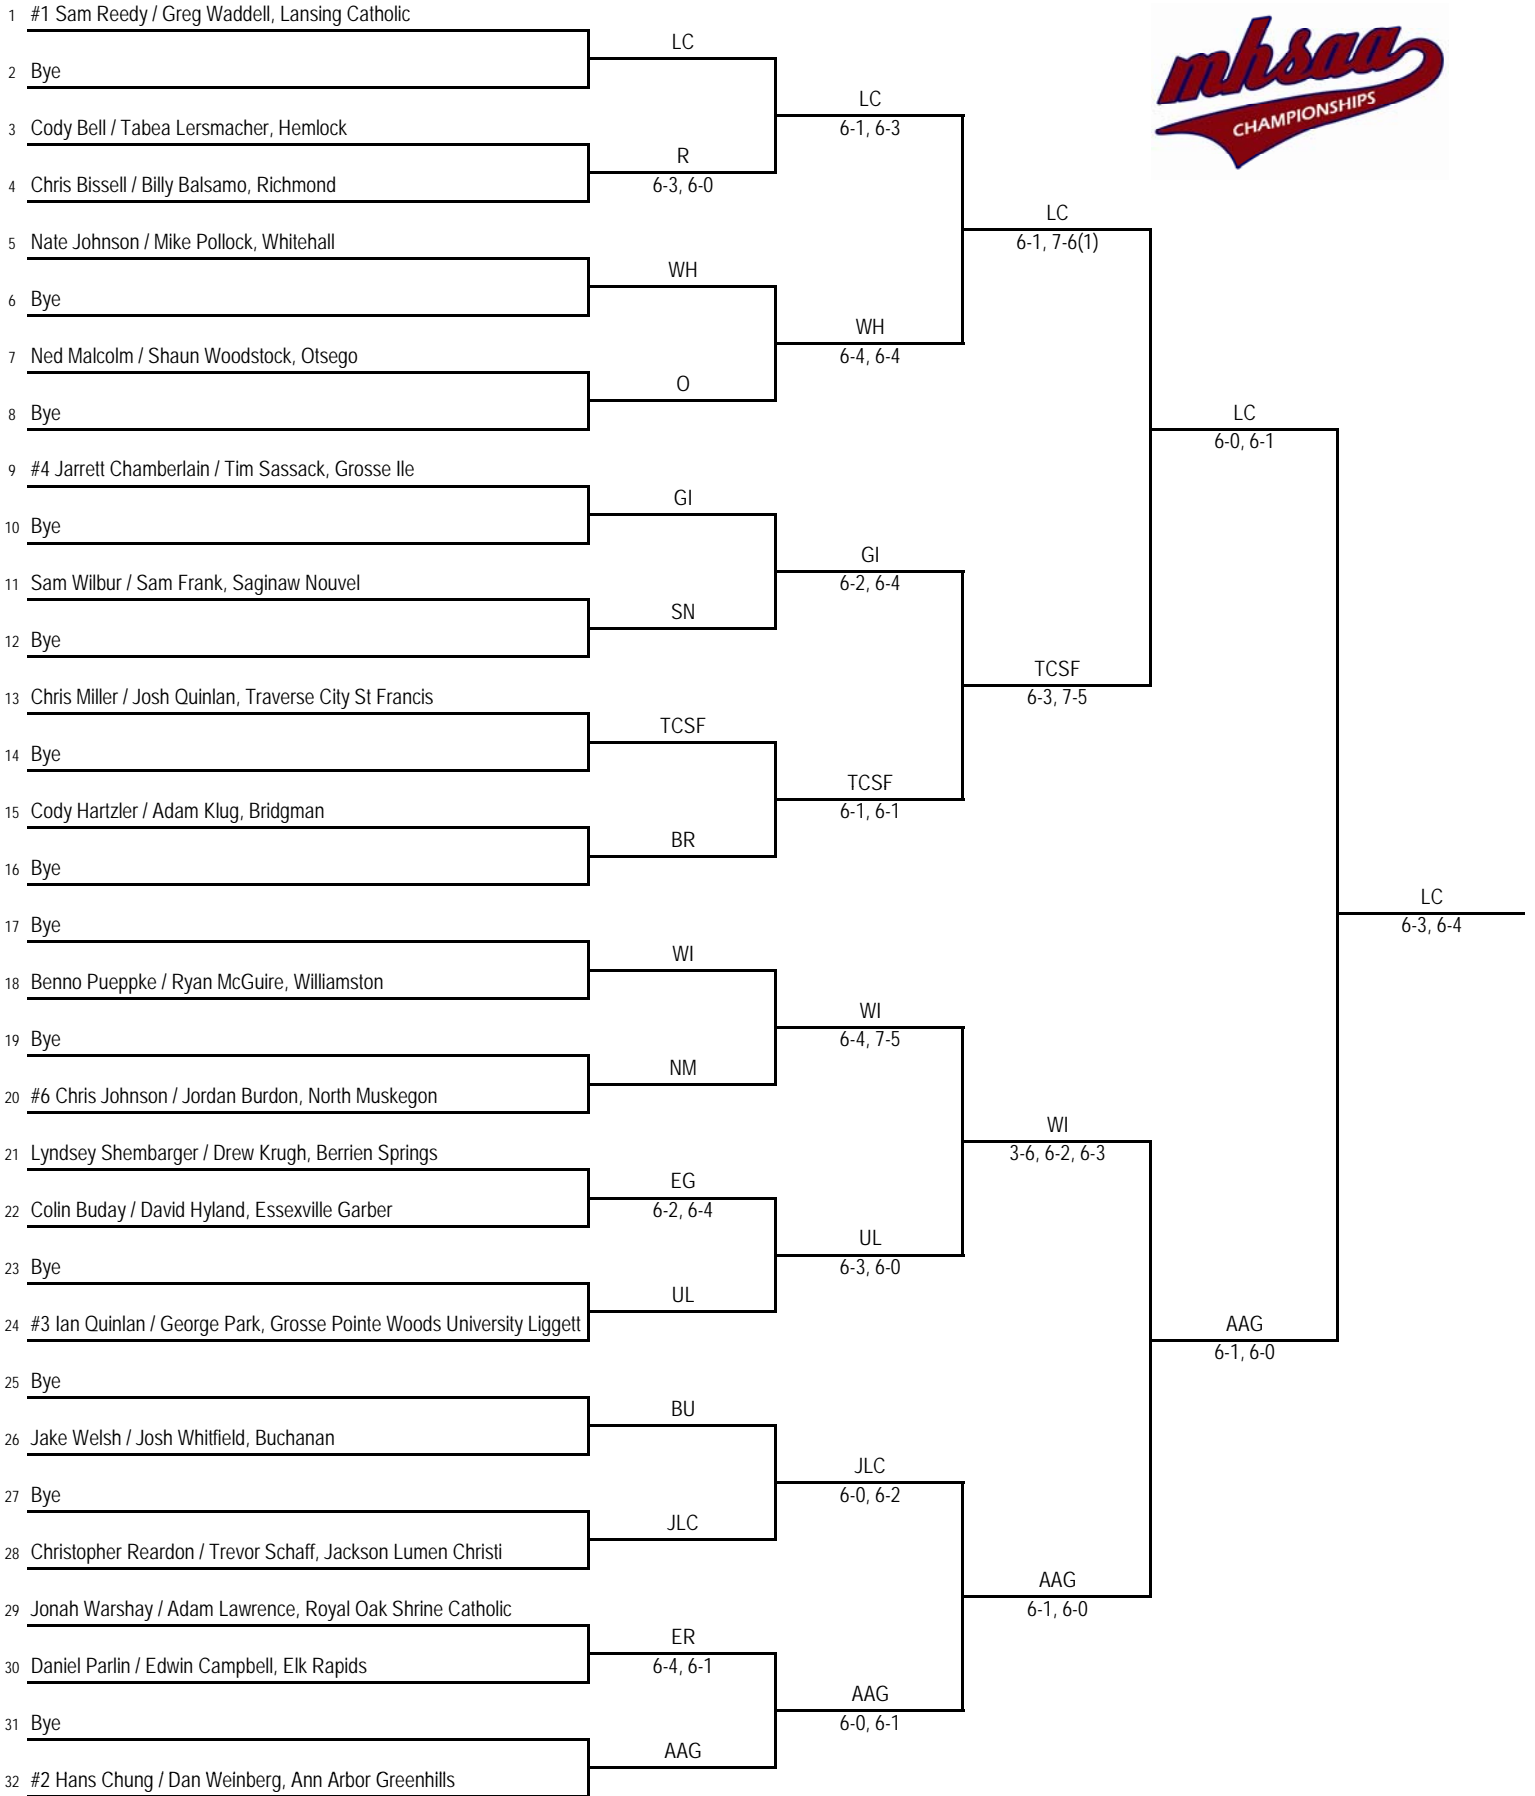 1 #1 Sam Reedy / Greg Waddell, Lansing Catholic
mhsaa
CHAMPIONSHIPS
LC
2 Bye
LC
6-1, 6-3
3 Cody Bell / Tabea Lersmacher, Hemlock
R
6-3, 6-0
4 Chris Bissell / Billy Balsamo, Richmond
LC
6-1, 7-6(1)
5 Nate Johnson / Mike Pollock, Whitehall
WH
6 Bye
WH
6-4, 6-4
7 Ned Malcolm / Shaun Woodstock, Otsego
O
8 Bye
LC
6-0, 6-1
9 #4 Jarrett Chamberlain / Tim Sassack, Grosse Ile
GI
10 Bye
GI
6-2, 6-4
11 Sam Wilbur / Sam Frank, Saginaw Nouvel
SN
12 Bye
TCSF
6-3, 7-5
13 Chris Miller / Josh Quinlan, Traverse City St Francis
TCSF
14 Bye
TCSF
6-1, 6-1
15 Cody Hartzler / Adam Klug, Bridgman
BR
16 Bye
LC
6-3, 6-4
17 Bye
WI
18 Benno Pueppke / Ryan McGuire, Williamston
WI
6-4, 7-5
19 Bye
NM
20 #6 Chris Johnson / Jordan Burdon, North Muskegon
WI
3-6, 6-2, 6-3
21 Lyndsey Shembarger / Drew Krugh, Berrien Springs
EG
6-2, 6-4
22 Colin Buday / David Hyland, Essexville Garber
UL
6-3, 6-0
23 Bye
UL
24 #3 Ian Quinlan / George Park, Grosse Pointe Woods University Liggett
AAG
6-1, 6-0
25 Bye
BU
26 Jake Welsh / Josh Whitfield, Buchanan
JLC
6-0, 6-2
27 Bye
JLC
28 Christopher Reardon / Trevor Schaff, Jackson Lumen Christi
AAG
6-1, 6-0
29 Jonah Warshay / Adam Lawrence, Royal Oak Shrine Catholic
ER
6-4, 6-1
30 Daniel Parlin / Edwin Campbell, Elk Rapids
AAG
6-0, 6-1
31 Bye
AAG
32 #2 Hans Chung / Dan Weinberg, Ann Arbor Greenhills